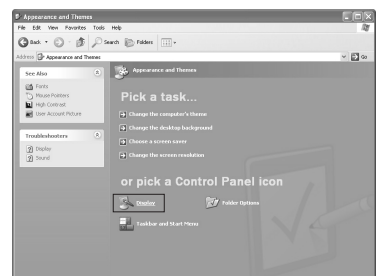 Appearance and Themes
File Edit View Favorites Tools Help
Back Search Folders
Address Appearance and Themes Go
See Also
Fonts
Mouse Pointers
High Contrast
User Account Picture
Troubleshooters
Display
Sound
Appearance and Themes
Pick a task...
Change the computer's theme
Change the desktop background
Choose a screen saver
Change the screen resolution
or pick a Control Panel icon
Display Folder Options
Taskbar and Start Menu